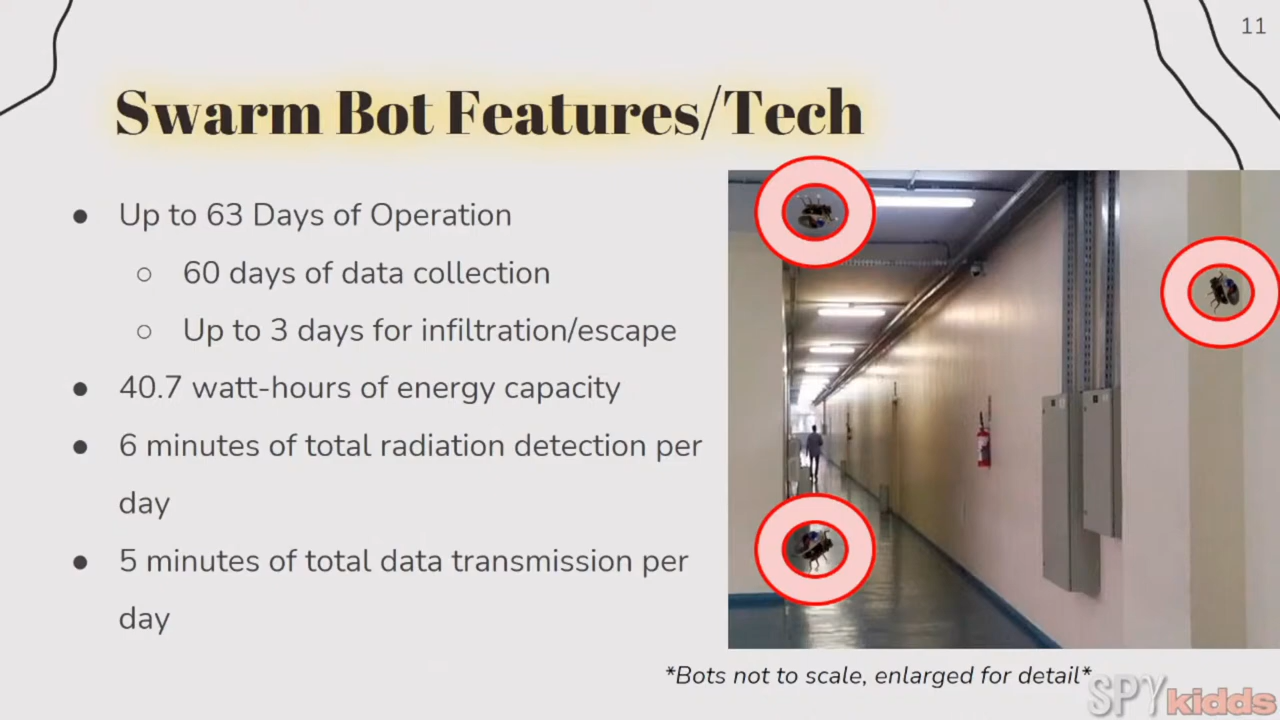 11
Swarm Bot Features/Tech
● Up to 63 Days of Operation
○ 60 days of data collection
○ Up to 3 days for infiltration/escape
● 40.7 watt-hours of energy capacity
● 6 minutes of total radiation detection per
day
● 5 minutes of total data transmission per
day
*Bots not to scale, enlarged for detail*
SPY kidds